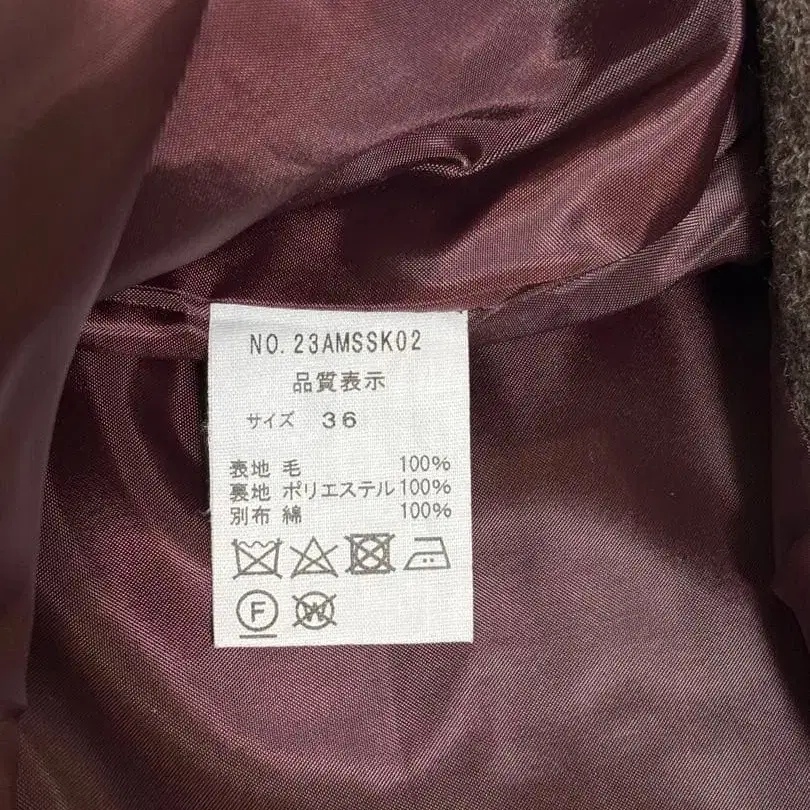 NO. 23AMSSK02
品質表示
サイズ 36
表地 毛 100%
裏地 ポリエステル 100%
別布 綿 100%
F W